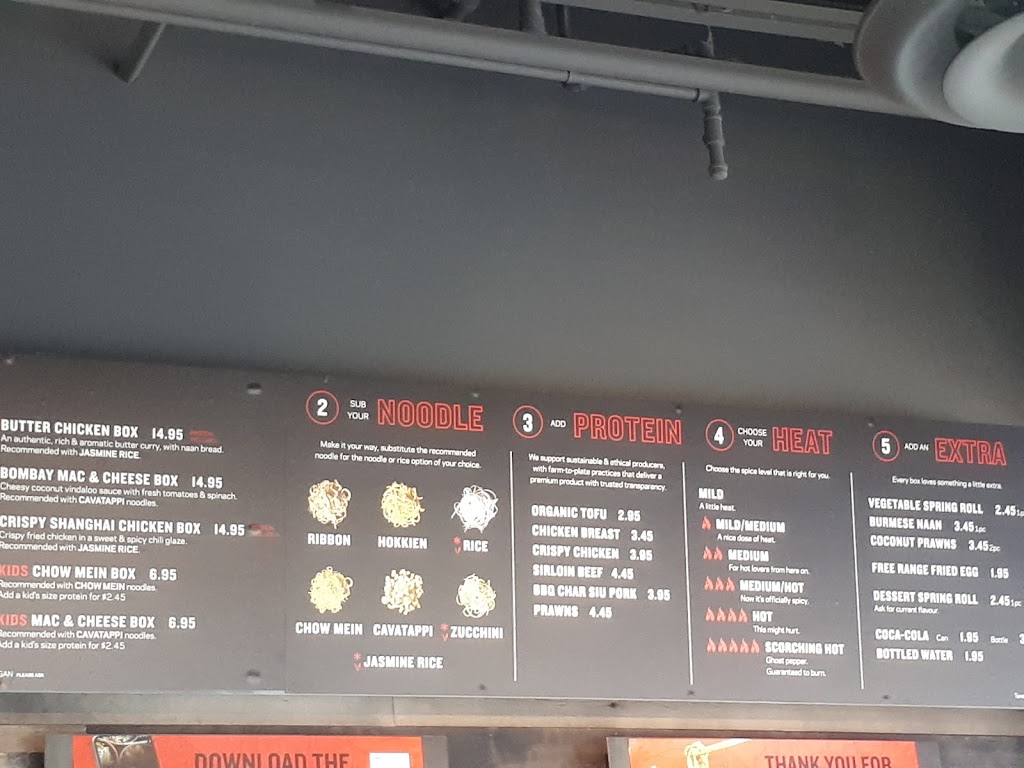 BUTTER CHICKEN BOX 14.95
An authentic, rich & aromatic butter curry, with naan bread.
Recommended with JASMINE RICE.
BOMBAY MAC & CHEESE BOX 14.95
Cheesy coconut vindaloo sauce with fresh tomatoes & spinach.
Recommended with CAVATAPPI noodles.
CRISPY SHANGHAI CHICKEN BOX 14.95
Crispy fried chicken in a sweet & spicy chili glaze.
Recommended with JASMINE RICE.
KIDS CHOW MEIN BOX 6.95
Recommended with CHOW MEIN noodles.
Add a kid's size protein for $2.45
KIDS MAC & CHEESE BOX 6.95
Recommended with CAVATAPPI noodles.
Add a kid's size protein for $2.45
GAN PLEASE ASK
2 SUB YOUR NOODLE
Make it your way, substitute the recommended
noodle for the noodle or rice option of your choice.
RIBBON HOKKIEN RICE
CHOW MEIN CAVATAPPI ZUCCHINI
JASMINE RICE
3 ADD PROTEIN
We support sustainable & ethical producers,
with farm-to-plate practices that deliver a
premium product with trusted transparency.
ORGANIC TOFU 2.95
CHICKEN BREAST 3.45
CRISPY CHICKEN 3.95
SIRLOIN BEEF 4.45
BBQ CHAR SIU PORK 3.95
PRAWNS 4.45
4 CHOOSE YOUR HEAT
Choose the spice level that is right for you.
MILD
A little heat.
MILD/MEDIUM
A nice dose of heat.
MEDIUM
For hot lovers from here on.
MEDIUM/HOT
Now it's officially spicy.
HOT
This might hurt.
SCORCHING HOT
Ghost pepper.
Guaranteed to burn.
5 ADD AN EXTRA
Every box loves something a little extra.
VEGETABLE SPRING ROLL 2.45 1pc
BURMESE NAAN 3.45 1pc
COCONUT PRAWNS 3.45 2pc
FREE RANGE FRIED EGG 1.95
DESSERT SPRING ROLL 2.45 1pc
Ask for current flavour.
COCA-COLA Can 1.95 Bottle 3
BOTTLED WATER 1.95
DOWNLOAD THE
THANK YOU FOR